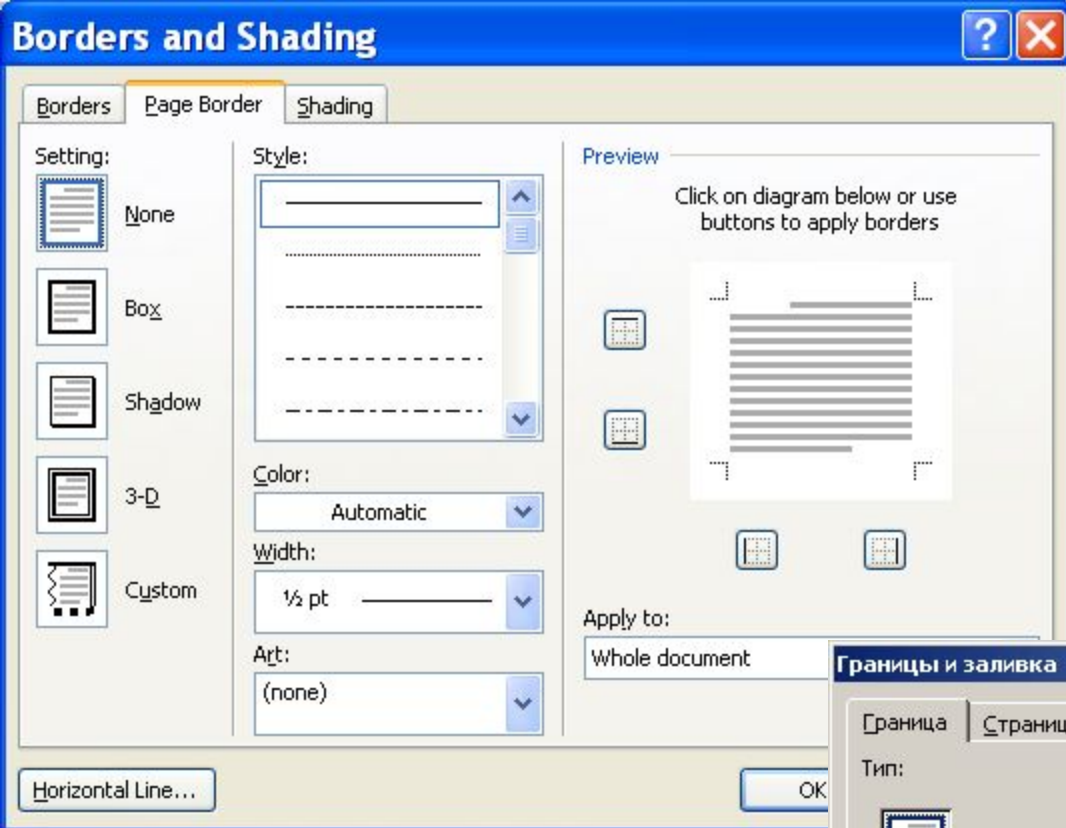 Borders and Shading
Borders Page Border Shading
Setting:
None
Box
Shadow
3-D
Custom
Style:
Color:
Automatic
Width:
½ pt
Art:
(none)
Preview
Click on diagram below or use
buttons to apply borders
Apply to:
Whole document
Horizontal Line...
OK
Границы и заливка
Граница Страниц
Тип: